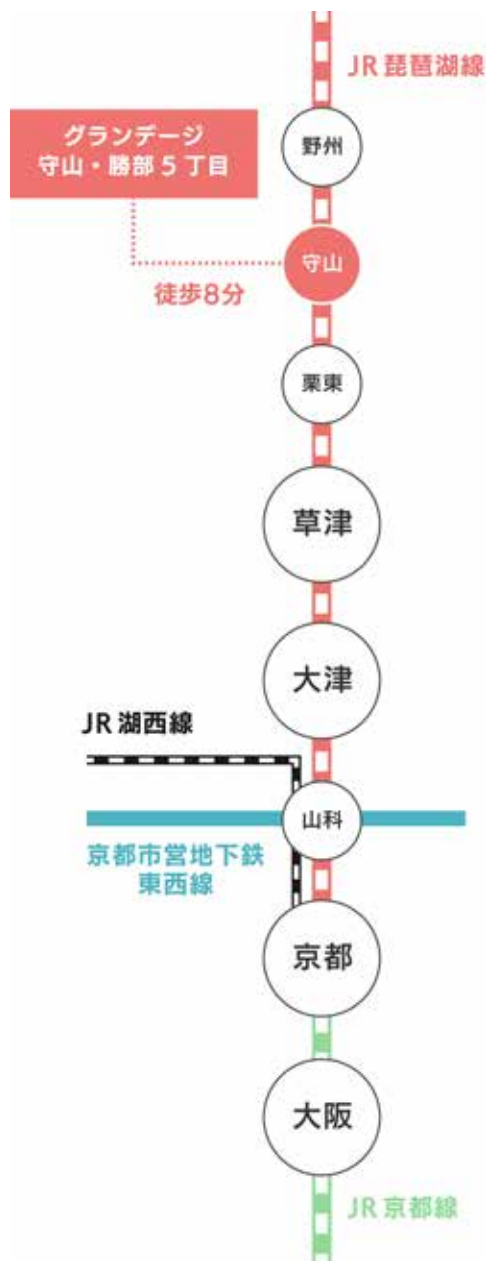 JR 琵琶湖線
野州
グランデージ
守山・勝部 5 丁目
守山
徒歩8分
栗東
草津
大津
JR 湖西線
山科
京都市営地下鉄
東西線
京都
大阪
JR 京都線